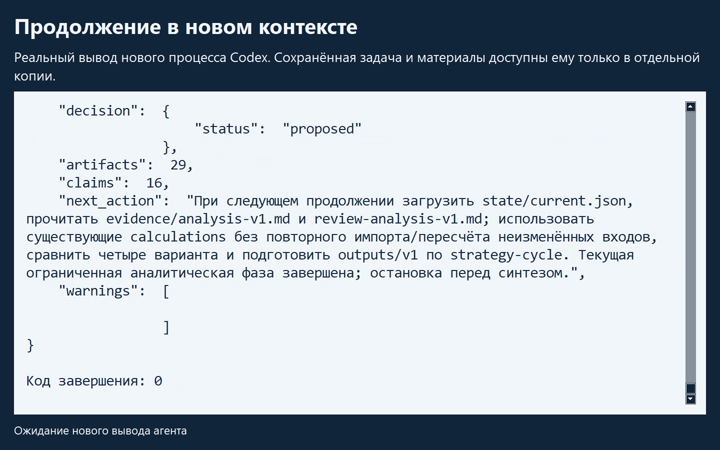 Продолжение в новом контексте
Реальный вывод нового процесса Codex. Сохранённая задача и материалы доступны ему только в отдельной
копии.
"decision": {
"status": "proposed"
},
"artifacts": 29,
"claims": 16,
"next_action": "При следующем продолжении загрузить state/current.json,
прочитать evidence/analysis-v1.md и review-analysis-v1.md; использовать
существующие calculations без повторного импорта/пересчёта неизменённых входов,
сравнить четыре варианта и подготовить outputs/v1 по strategy-cycle. Текущая
ограниченная аналитическая фаза завершена; остановка перед синтезом.",
"warnings": [
]
}
Код завершения: 0
Ожидание нового вывода агента